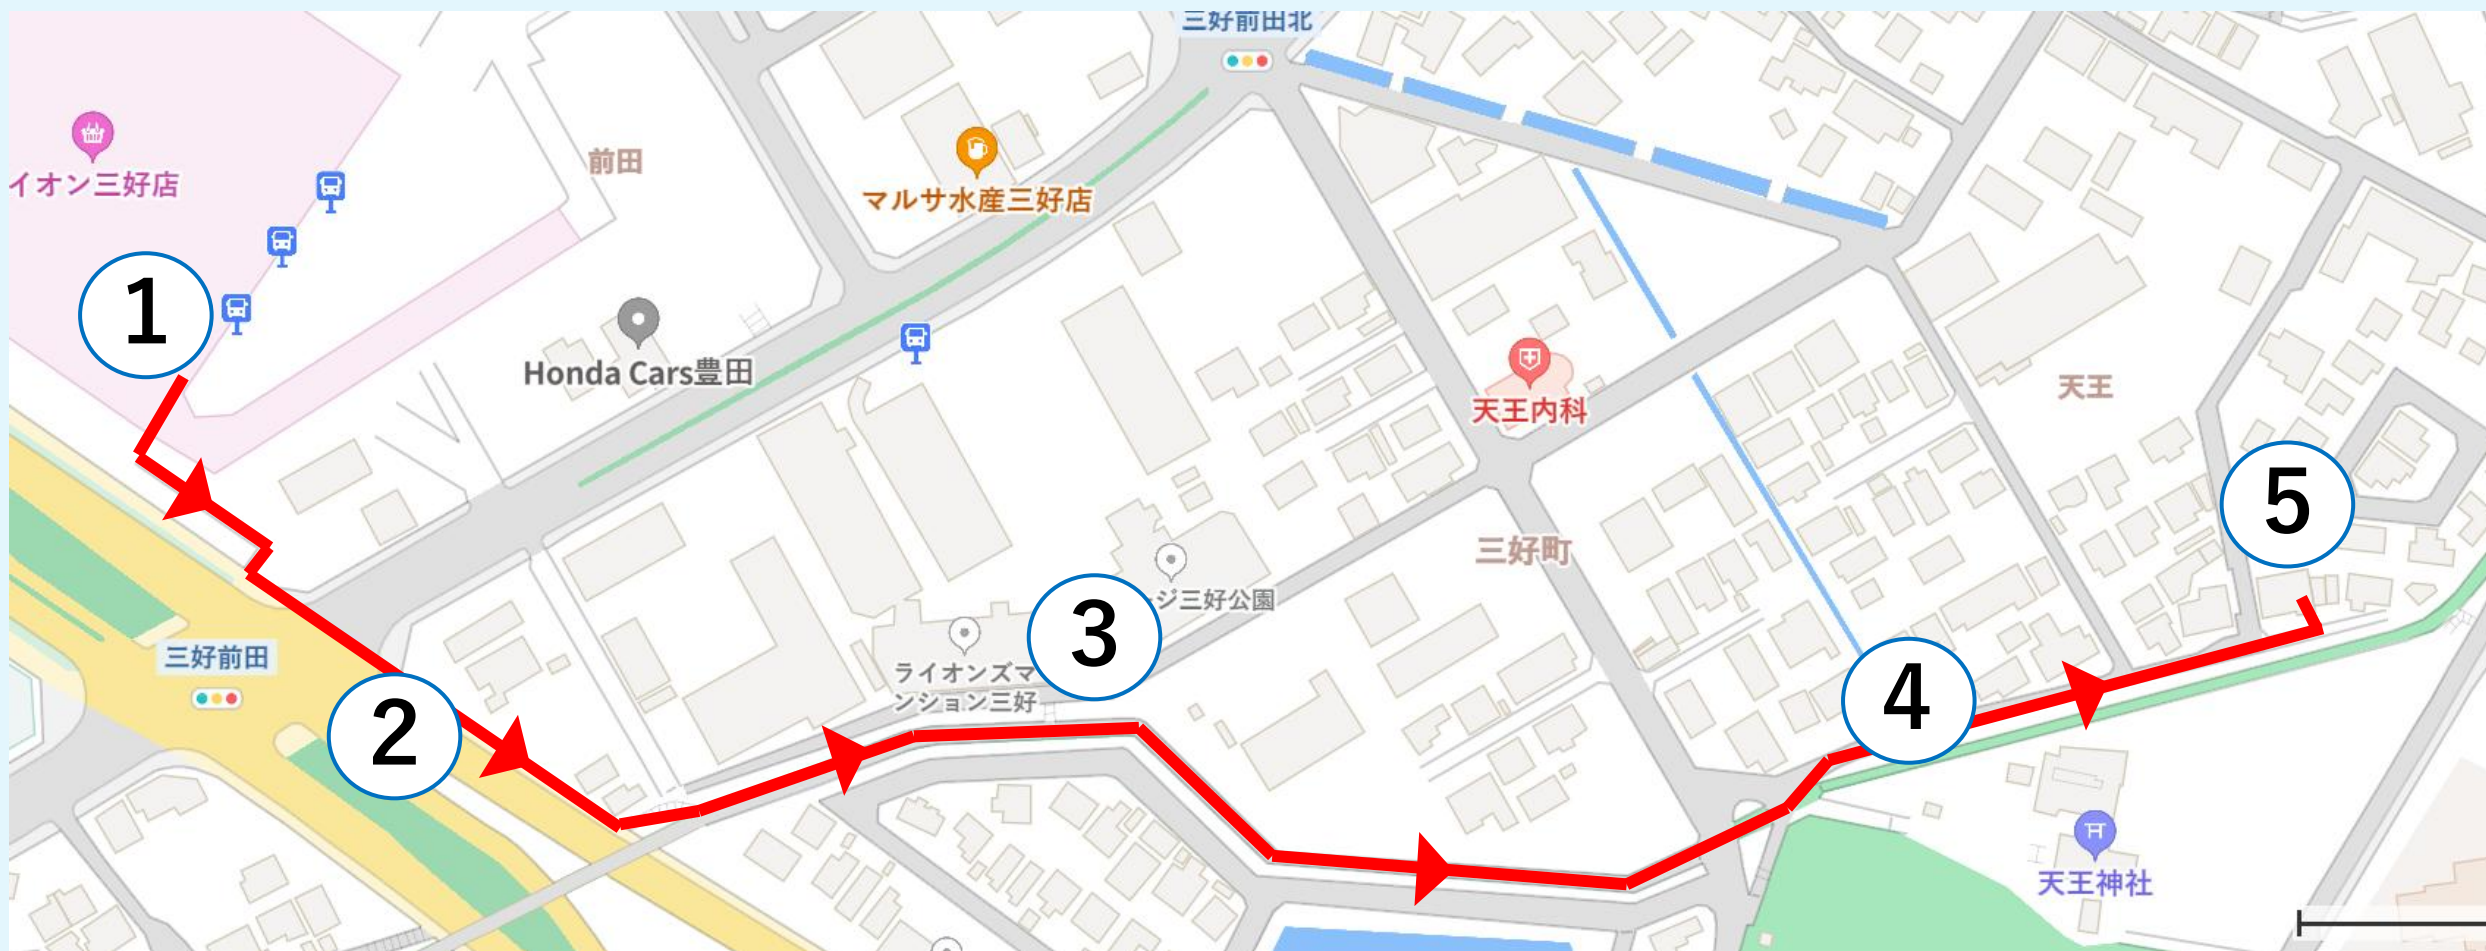 三好前田北
イオン三好店
前田
マルサ水産三好店
1
Honda Cars豊田
天王内科
天王
5
三好町
ジ三好公園
3
三好前田
ライオンズマ
ンション三好
2
4
天王神社